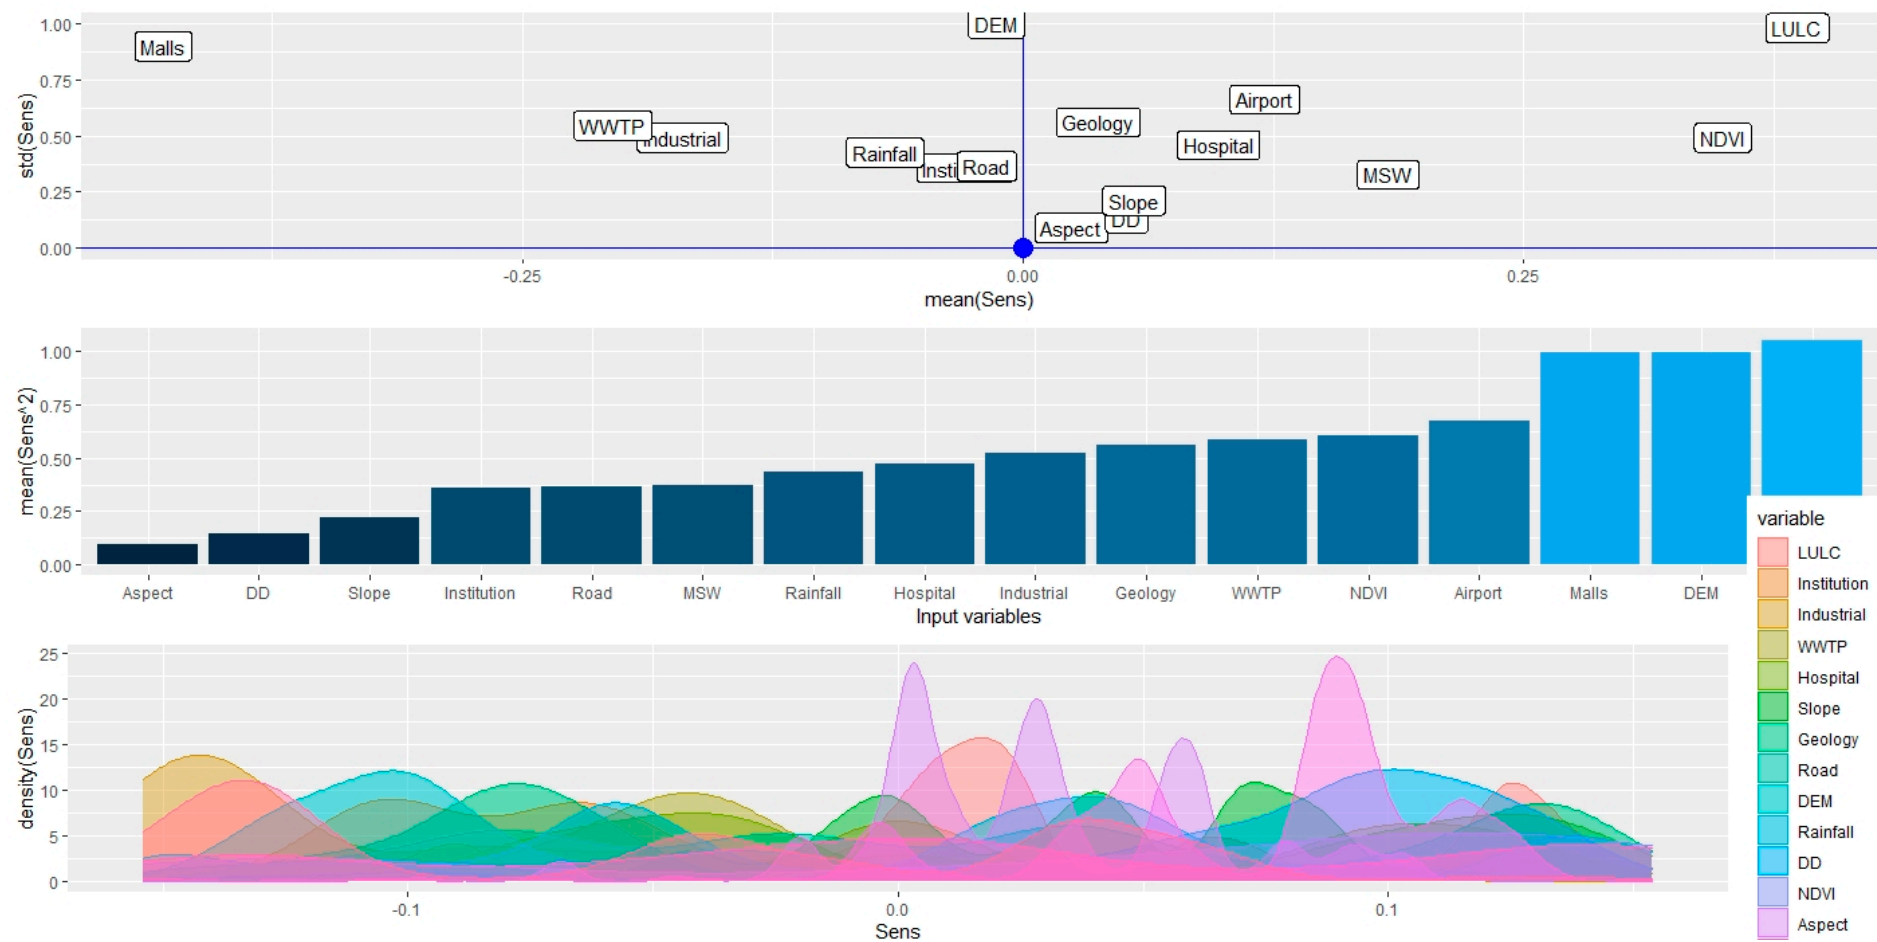 1.00
0.75
0.50
0.25
0.00
std(Sens)
Malls
DEM
LULC
WWTP
Industrial
Rainfall
Insti
Road
Geology
Airport
Hospital
NDVI
MSW
Slope
DD
Aspect
-0.25 0.00 0.25
mean(Sens)
1.00
0.75
0.50
0.25
0.00
mean(Sens^2)
Aspect DD Slope Institution Road MSW Rainfall Hospital Industrial Geology WWTP NDVI Airport Malls DEM
Input variables
25
20
15
10
5
0
density(Sens)
-0.1 0.0 0.1
Sens
variable
LULC
Institution
Industrial
WWTP
Hospital
Slope
Geology
Road
DEM
Rainfall
DD
NDVI
Aspect